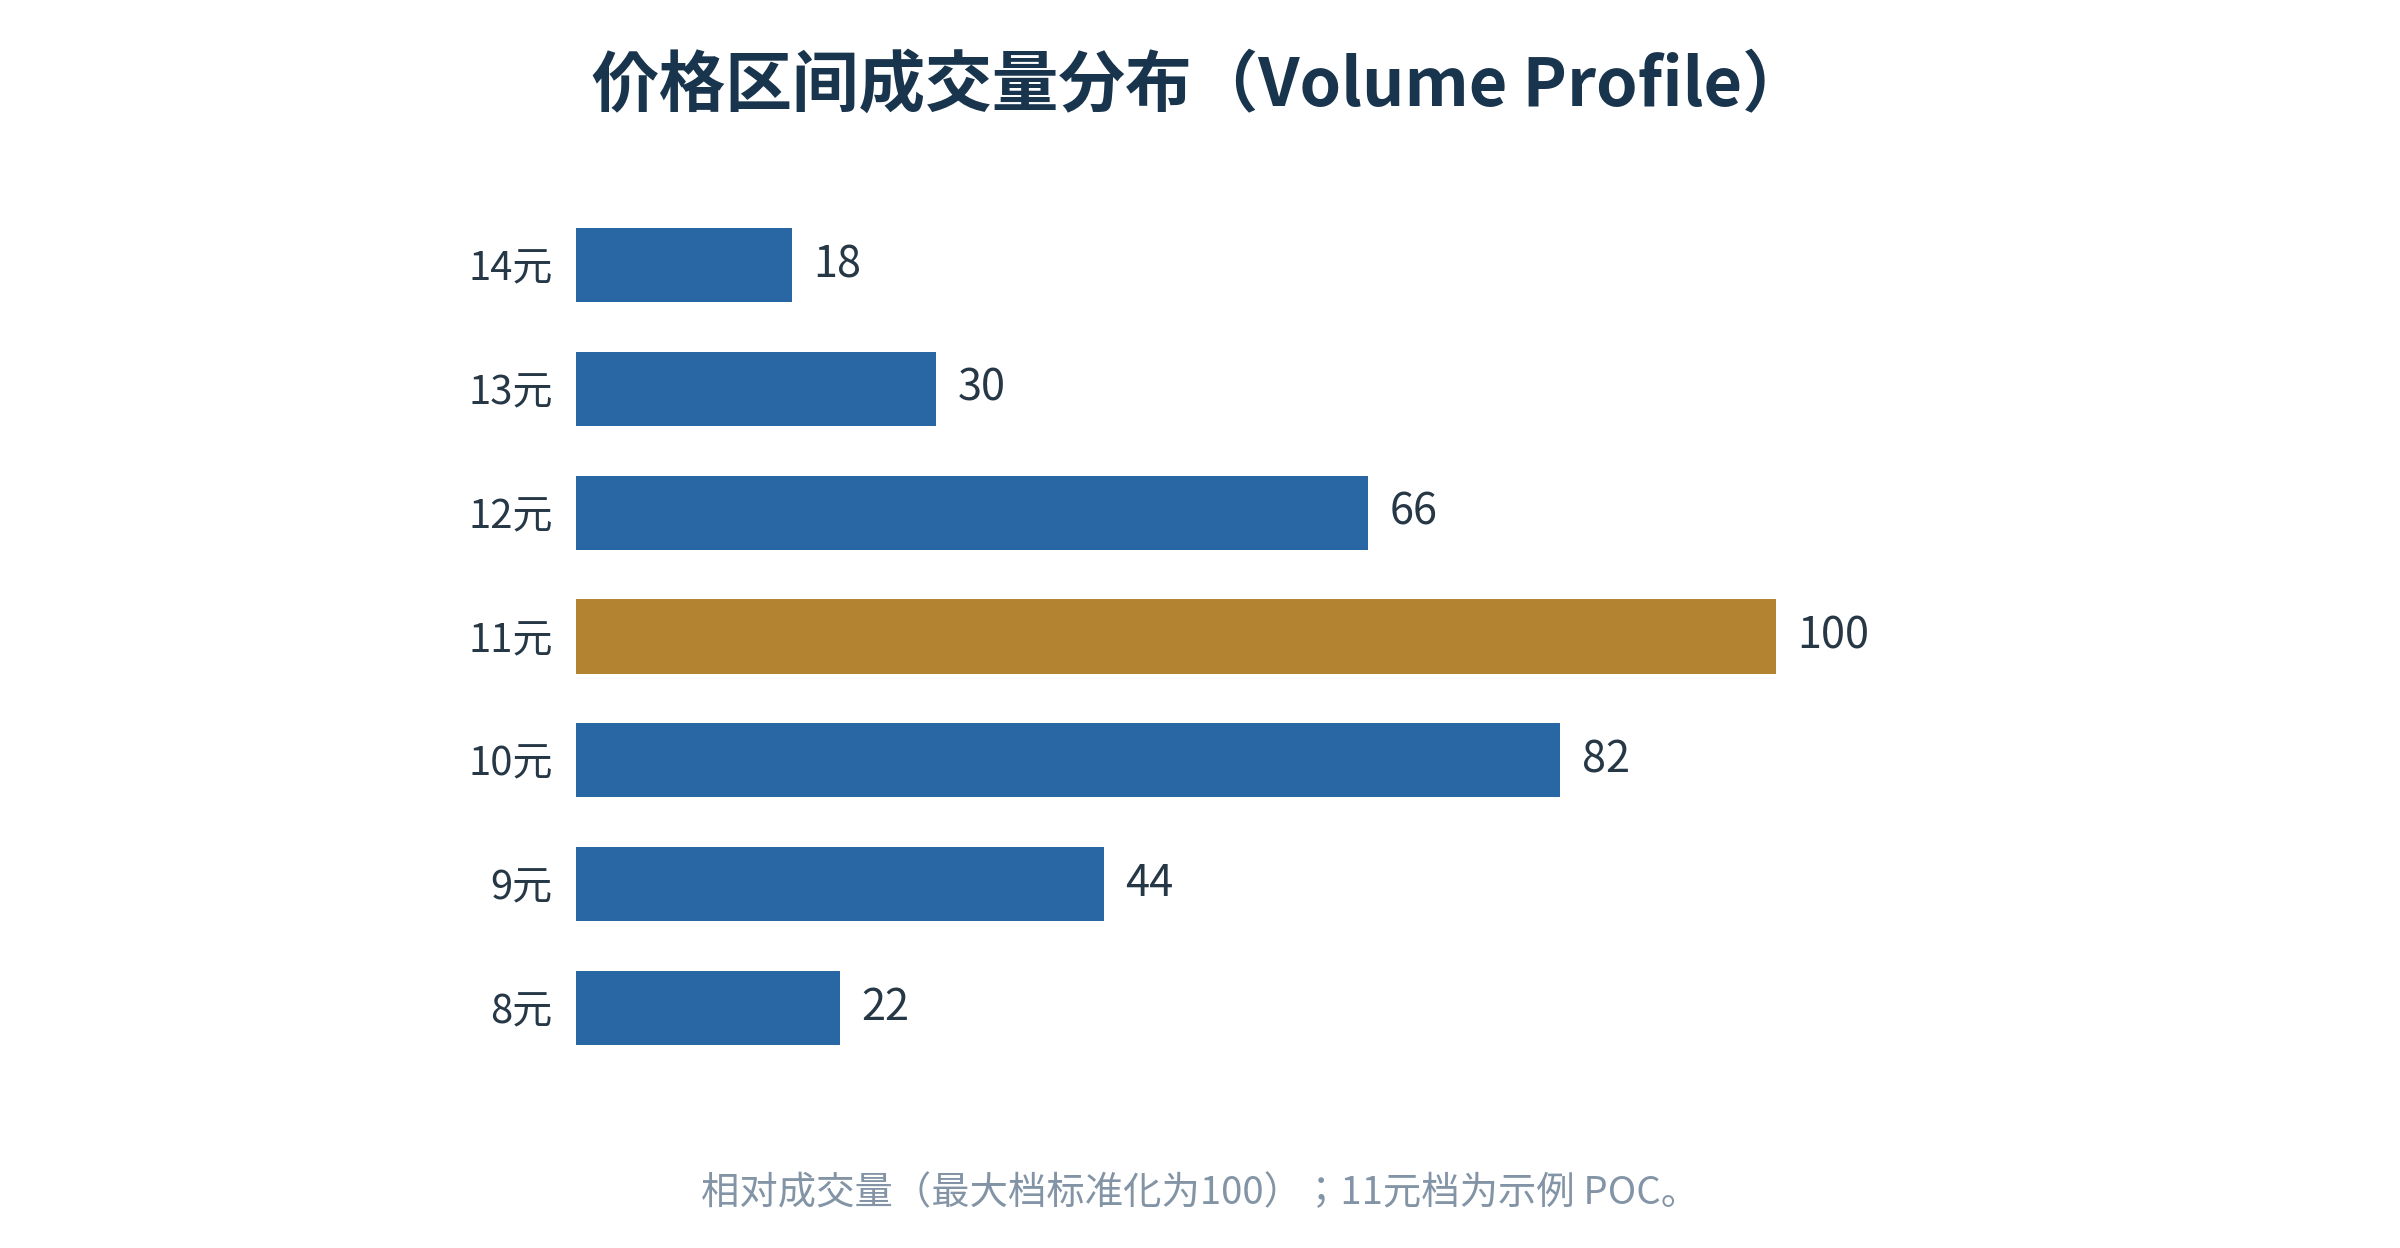 价格区间成交量分布（Volume Profile）
14元 18
13元 30
12元 66
11元 100
10元 82
9元 44
8元 22
相对成交量（最大档标准化为100）；11元档为示例 POC。